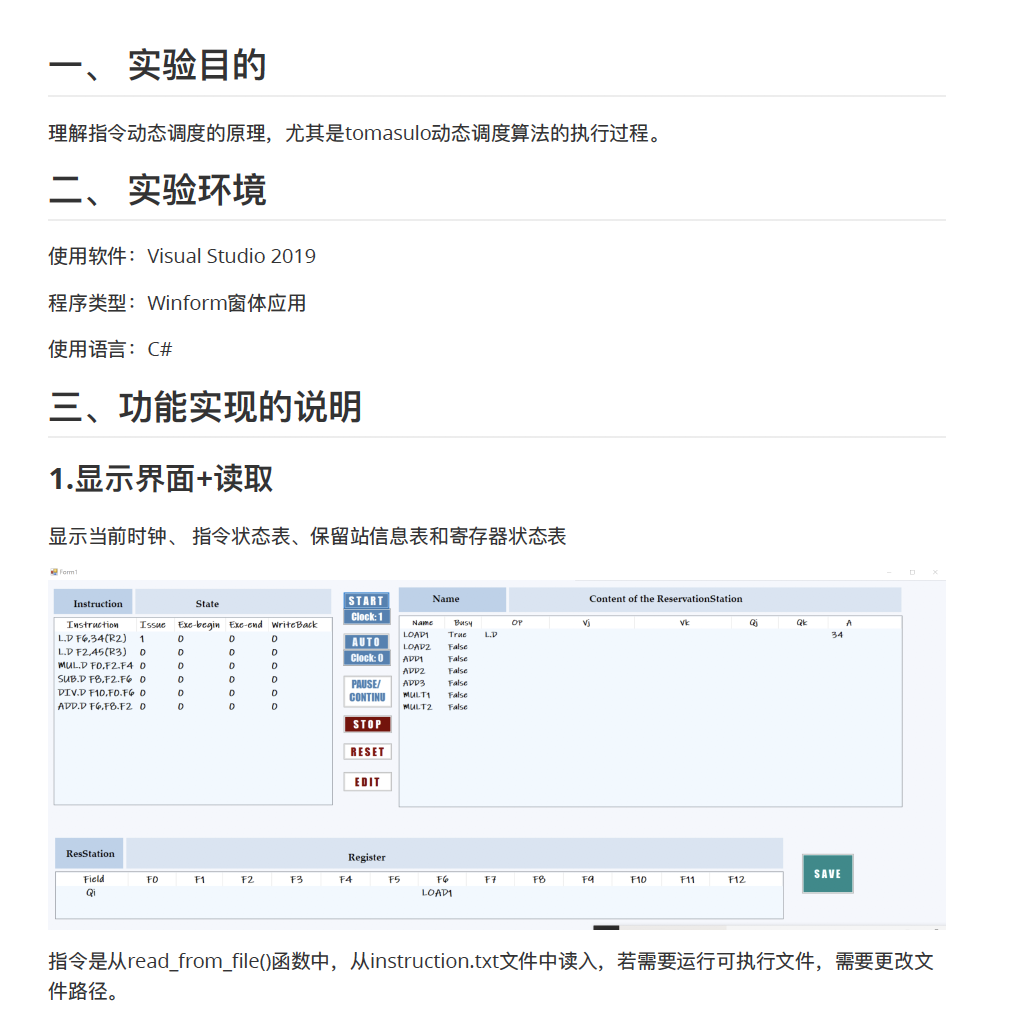 一、 实验目的
理解指令动态调度的原理，尤其是tomasulo动态调度算法的执行过程。
二、 实验环境
使用软件：Visual Studio 2019
程序类型：Winform窗体应用
使用语言：C#
三、功能实现的说明
1.显示界面+读取
显示当前时钟、 指令状态表、保留站信息表和寄存器状态表
Form1
Instruction State
Instruction Issue Exe-begin Exe-end WriteBack
L.D F6,34(R2) 1 0 0 0
L.D F2,45(R3) 0 0 0 0
MUL.D F0,F2,F4 0 0 0 0
SUB.D F8,F2,F6 0 0 0 0
DIV.D F10,F0,F6 0 0 0 0
ADD.D F6,F8,F2 0 0 0 0
START
Clock: 1
AUTO
Clock: 0
PAUSE/
CONTINU
STOP
RESET
EDIT
Name Content of the ReservationStation
Name Busy OP Vj Vk Qj Qk A
LOAD1 True L.D 34
LOAD2 False
ADD1 False
ADD2 False
ADD3 False
MULT1 False
MULT2 False
ResStation Register
Field F0 F1 F2 F3 F4 F5 F6 F7 F8 F9 F10 F11 F12
Qi LOAD1
SAVE
指令是从read_from_file()函数中，从instruction.txt文件中读入，若需要运行可执行文件，需要更改文
件路径。